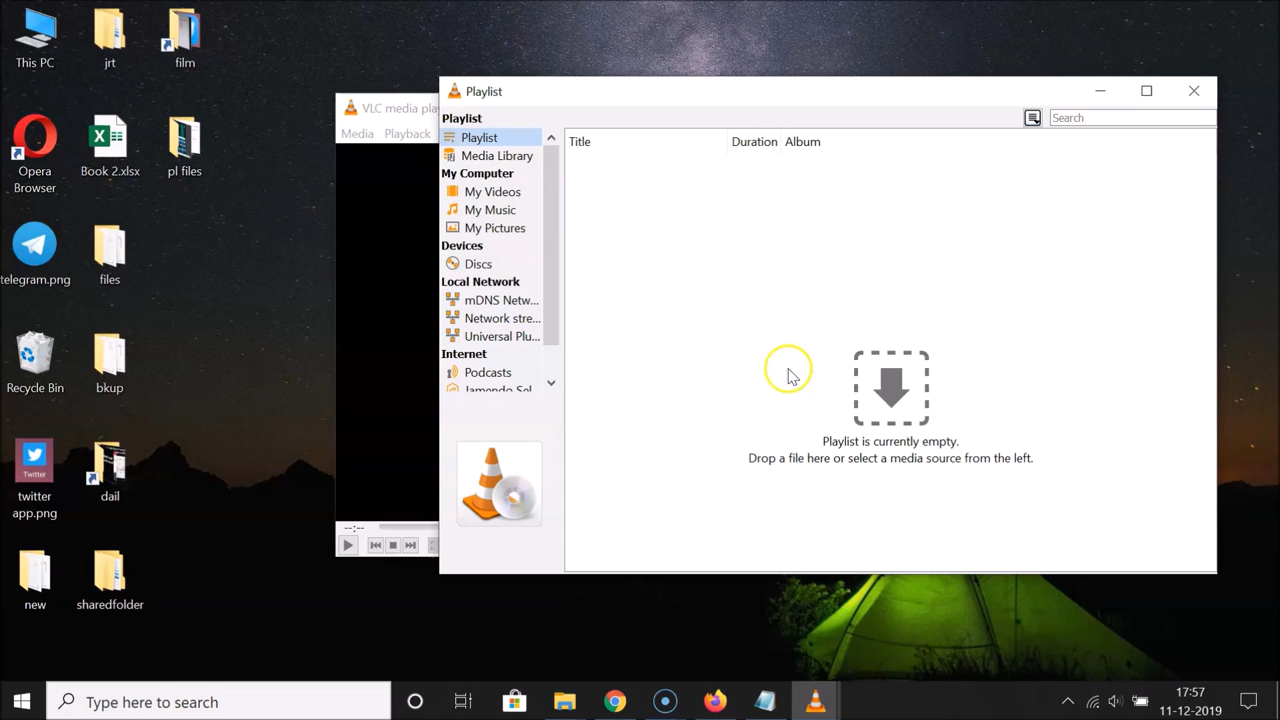 This PC
jrt
film
Opera
Browser
Book 2.xlsx
pl files
telegram.png
files
Recycle Bin
bkup
Twitter
twitter
app.png
dail
new
sharedfolder
VLC media pla
Media Playback
--:--
Playlist
Playlist
Search
Playlist
Media Library
My Computer
My Videos
My Music
My Pictures
Devices
Discs
Local Network
mDNS Netw...
Network stre...
Universal Plu...
Internet
Podcasts
Jamendo Sel...
Title Duration Album
Playlist is currently empty.
Drop a file here or select a media source from the left.
Type here to search
17:57
11-12-2019